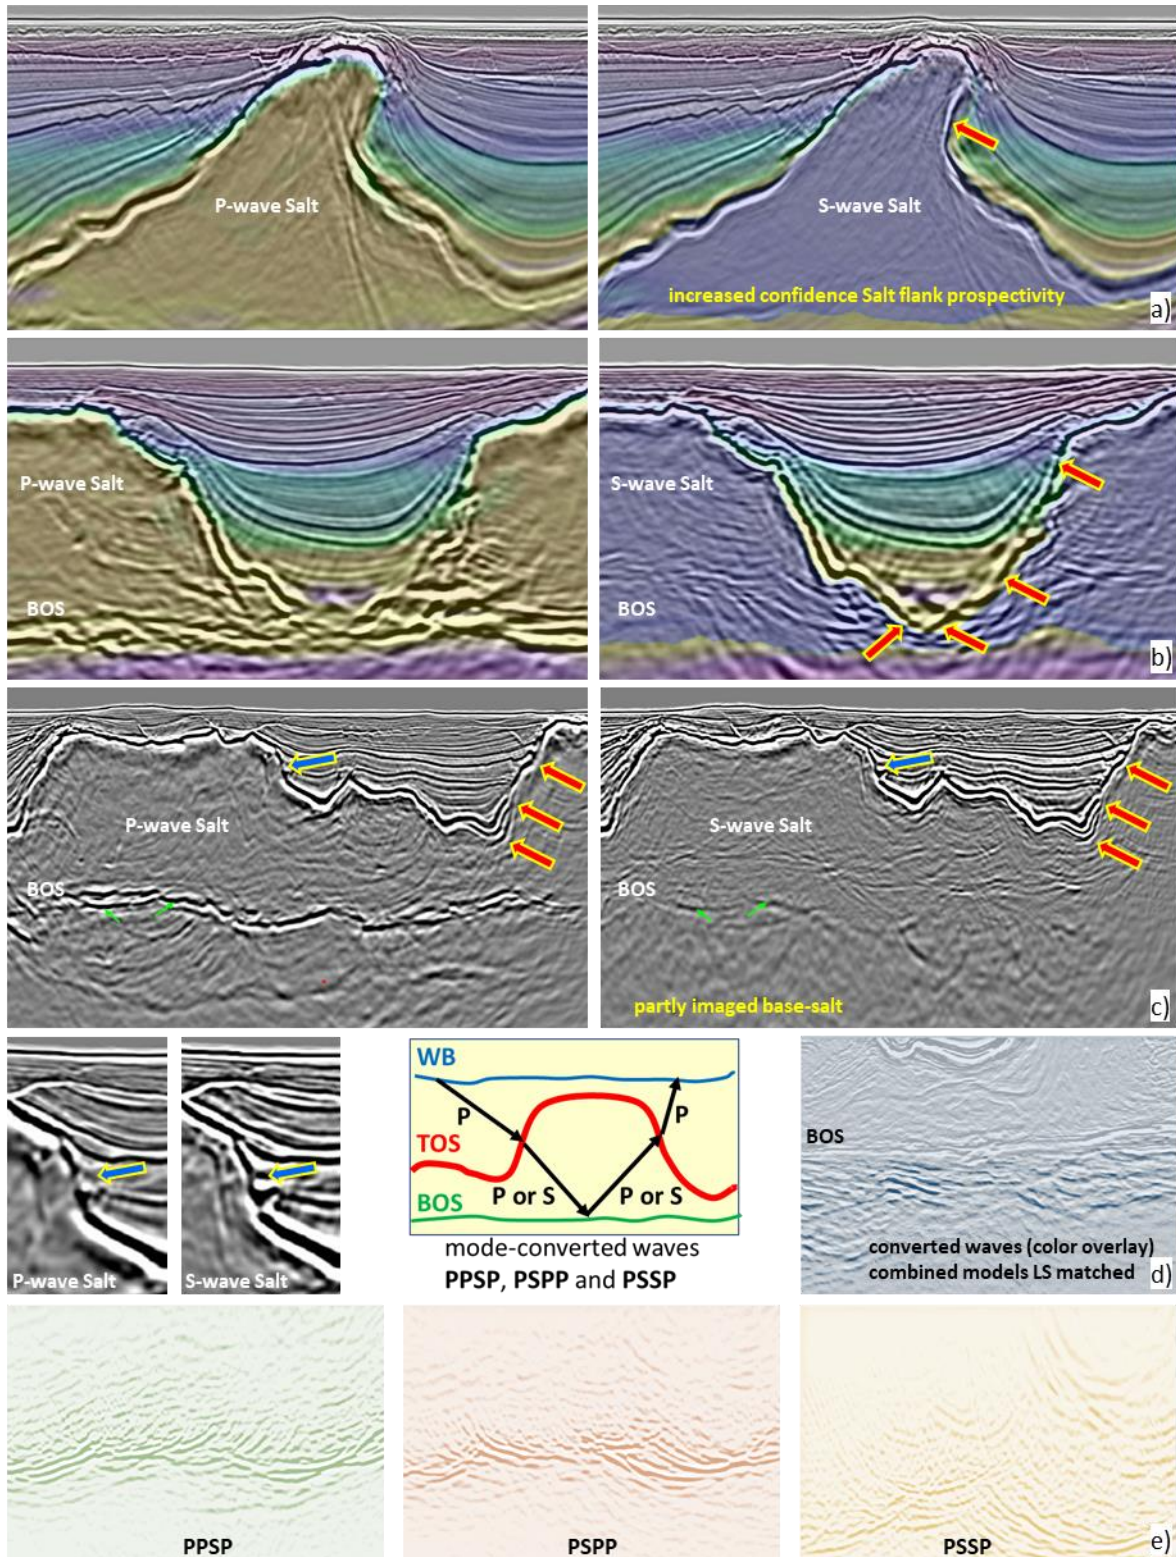 P-wave Salt
S-wave Salt
increased confidence Salt flank prospectivity
a)
P-wave Salt
BOS
S-wave Salt
BOS
b)
P-wave Salt
BOS
S-wave Salt
BOS
partly imaged base-salt
c)
P-wave Salt
S-wave Salt
WB
P
P
TOS
P or S
P or S
BOS
mode-converted waves
PPSP, PSPP and PSSP
BOS
converted waves (color overlay)
combined models LS matched
d)
PPSP
PSPP
PSSP
e)